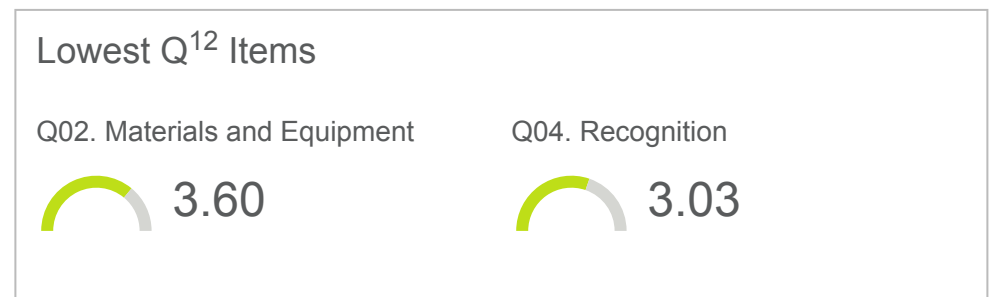 Lowest Q12 Items
Q02. Materials and Equipment
Q04. Recognition
3.60
3.03